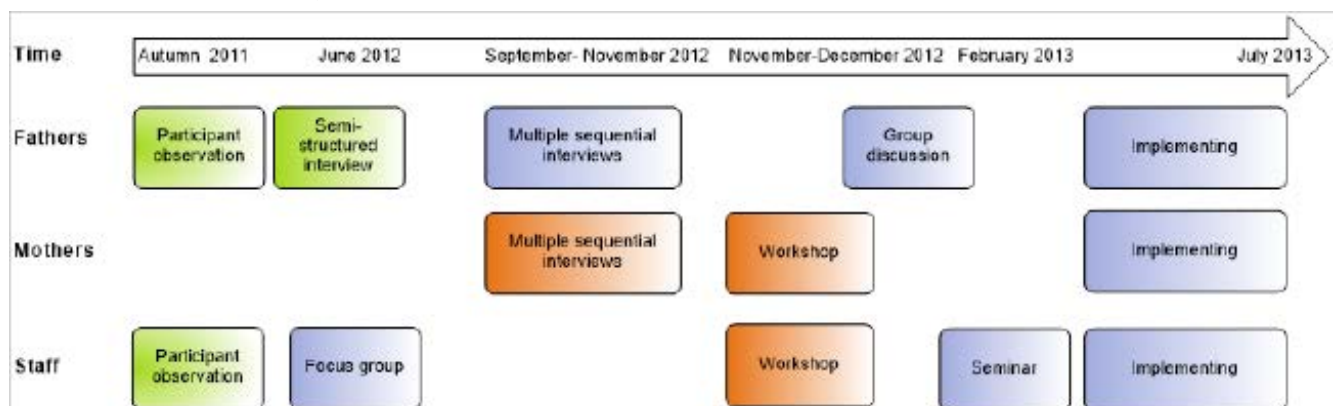 Time Autumn 2011 June 2012 September- November 2012 November-December 2012 February 2013 July 2013
Fathers
Participant
observation
Semi-
structured
interview
Multiple sequential
interviews
Group
discussion
Implementing
Mothers
Multiple sequential
interviews
Workshop
Implementing
Staff
Participant
observation
Focus group
Workshop
Seminar
Implementing